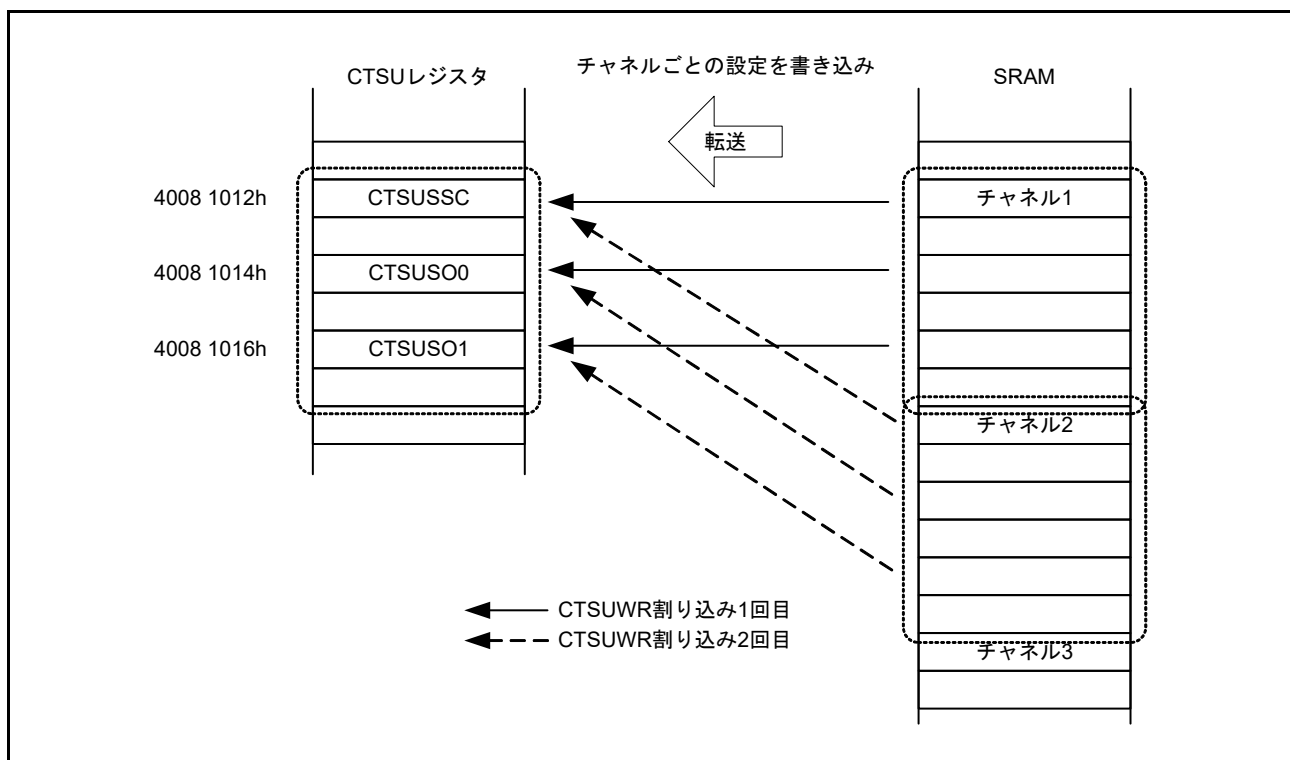 チャネルごとの設定を書き込み
CTSUレジスタ
SRAM
転送
4008 1012h
CTSUSSC
チャネル1
4008 1014h
CTSUSO0
4008 1016h
CTSUSO1
チャネル2
CTSUWR割り込み1回目
CTSUWR割り込み2回目
チャネル3